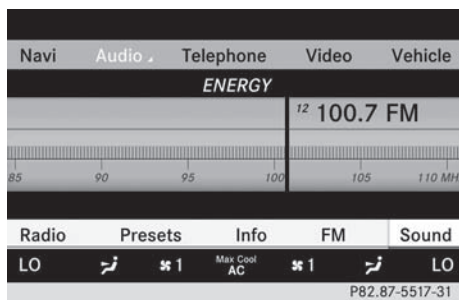 Navi Audio Telephone Video Vehicle
ENERGY
12 100.7 FM
85 90 95 100 105 110 MH
Radio Presets Info FM Sound
LO 1 Max Cool AC 1 LO
P82.87-5517-31